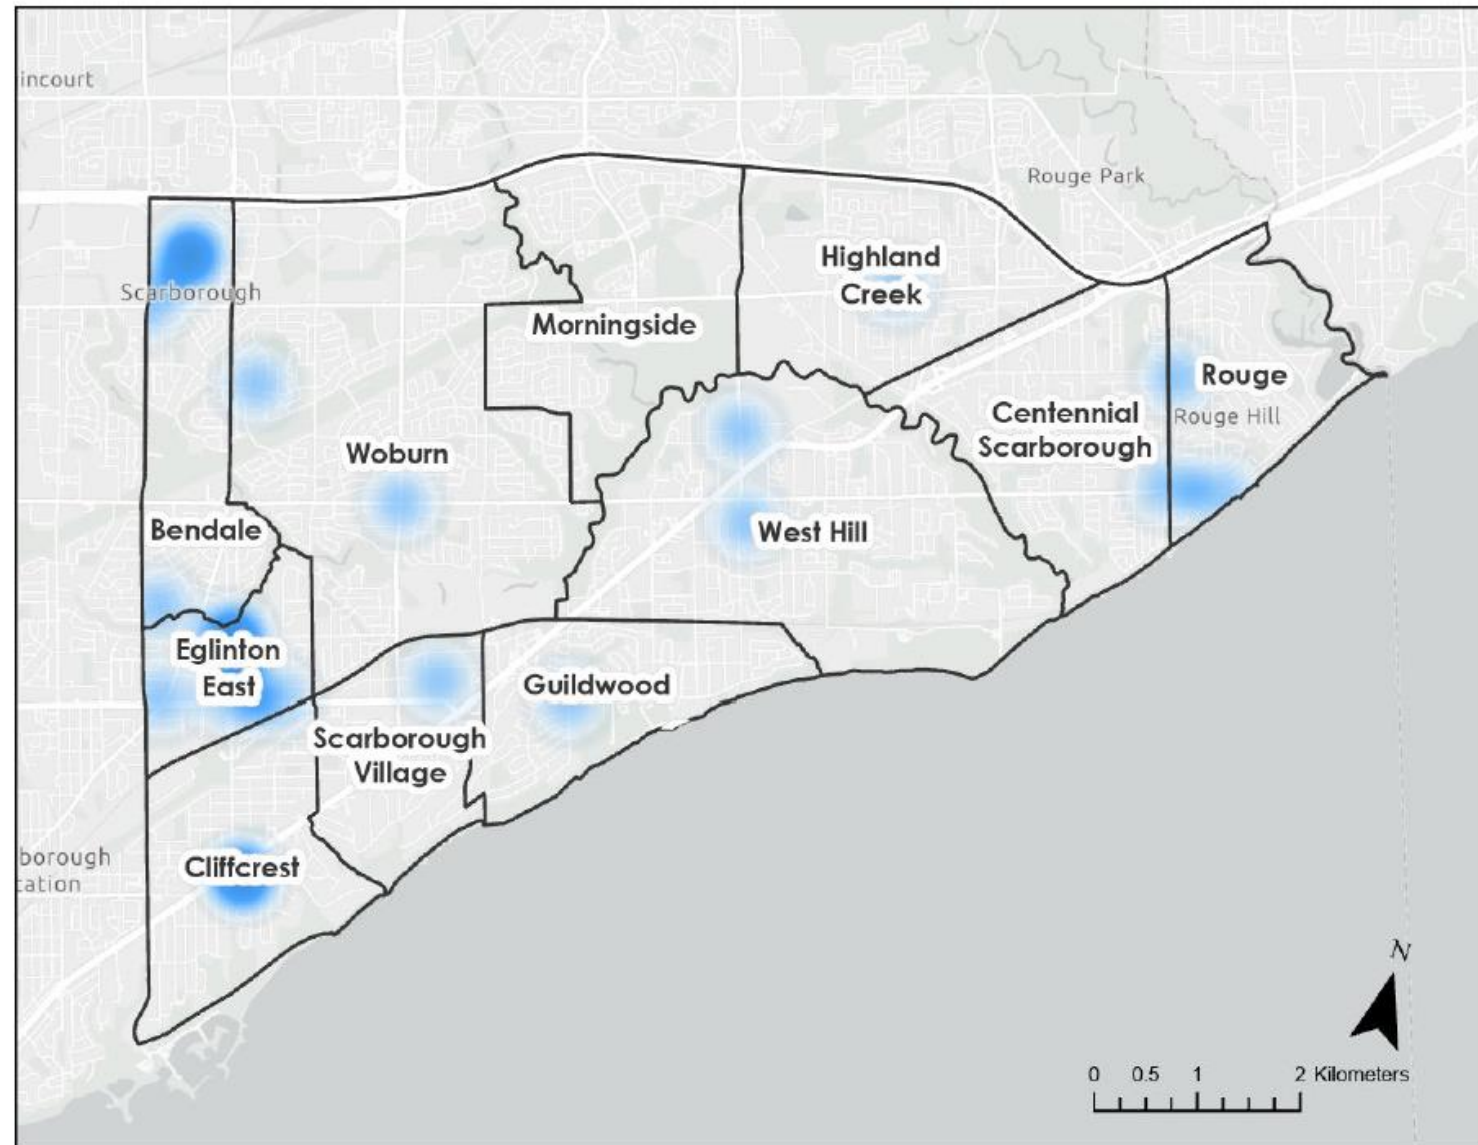 incourt
Rouge Park
Highland
Creek
Scarborough
Morningside
Rouge
Rouge Hill
Centennial
Scarborough
Woburn
Bendale
West Hill
Eglinton
East
Guildwood
Scarborough
Village
Cliffcrest
borough
cation
N
0 0.5 1 2 Kilometers